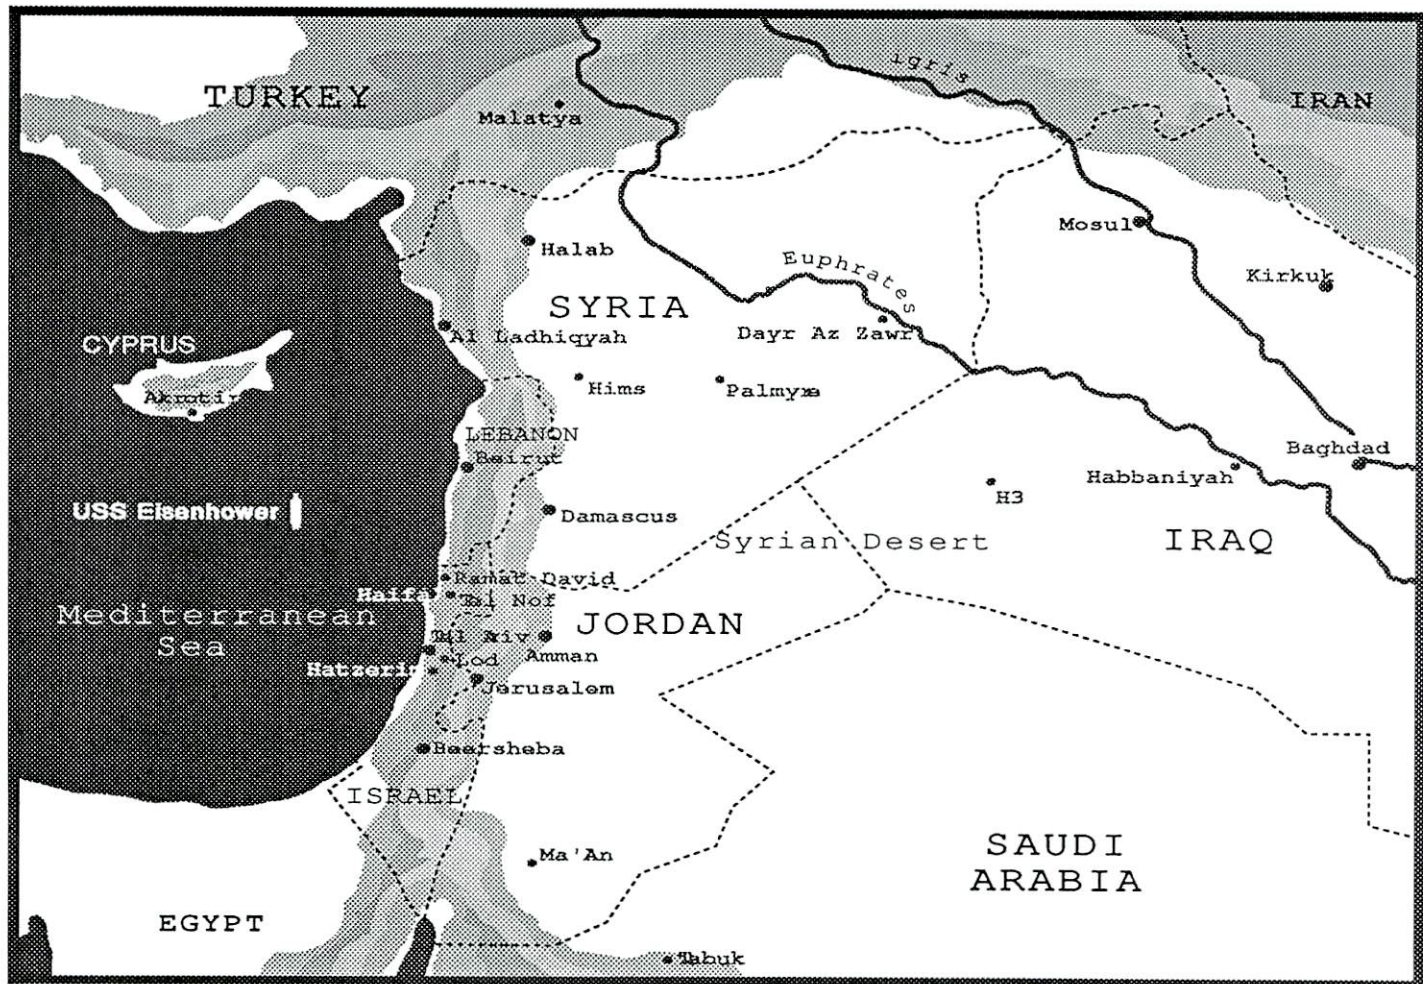 TURKEY
Malatya
igris
IRAN
Mosul
Kirkuk
Halab
Euphrates
SYRIA
Dayr Az Zawr
Al Ladhiqyah
CYPRUS
Akrotiri
Hims
Palmyra
LEBANON
Beirut
Baghdad
Habbaniyah
H3
USS Eisenhower
Damascus
Syrian Desert
IRAQ
Ramat David
Haifa
Tel Nof
Mediterranean
Sea
JORDAN
Tel Aviv
Amman
Lod
Hatzerim
Jerusalem
Beersheba
ISRAEL
Ma'An
SAUDI
ARABIA
EGYPT
Tabuk